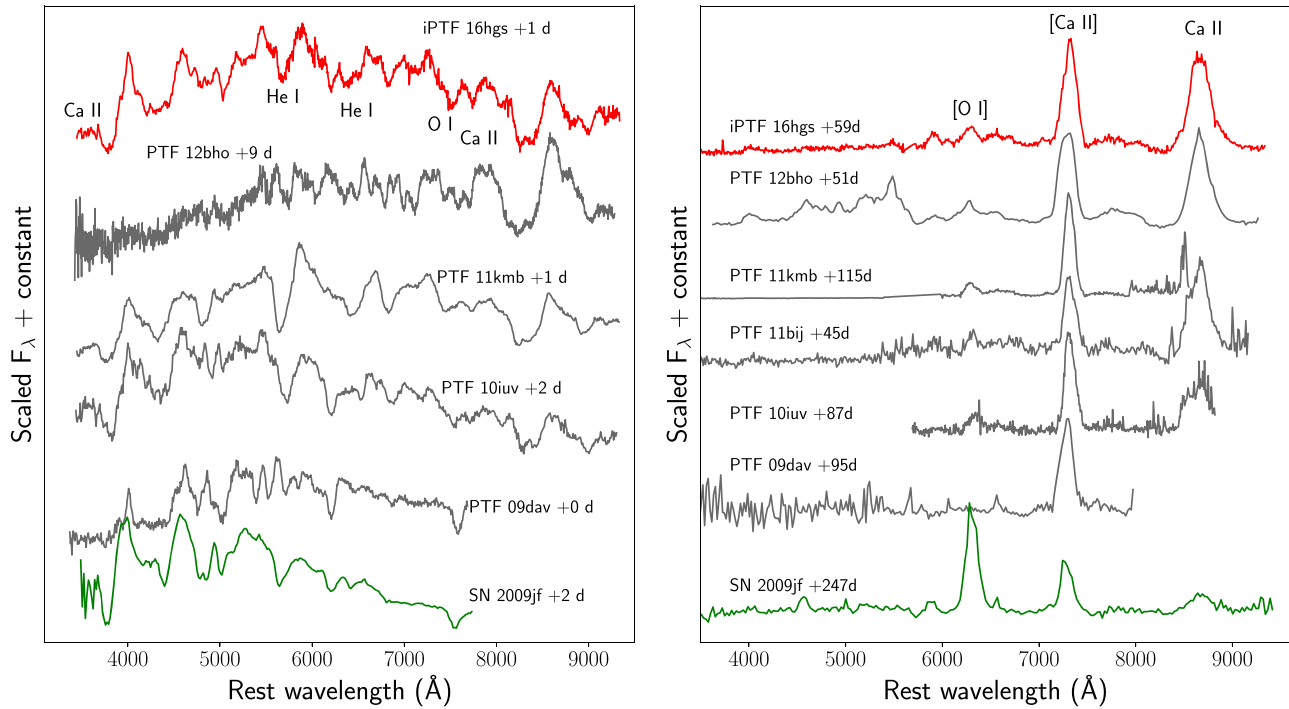 iPTF 16hgs +1 d
Ca II
He I
He I
O I
Ca II
PTF 12bho +9 d
PTF 11kmb +1 d
PTF 10iuv +2 d
PTF 09dav +0 d
SN 2009jf +2 d
Scaled Fλ + constant
4000 5000 6000 7000 8000 9000
Rest wavelength (Å)
[Ca II]
Ca II
[O I]
iPTF 16hgs +59d
PTF 12bho +51d
PTF 11kmb +115d
PTF 11bij +45d
PTF 10iuv +87d
PTF 09dav +95d
SN 2009jf +247d
Scaled Fλ + constant
4000 5000 6000 7000 8000 9000
Rest wavelength (Å)